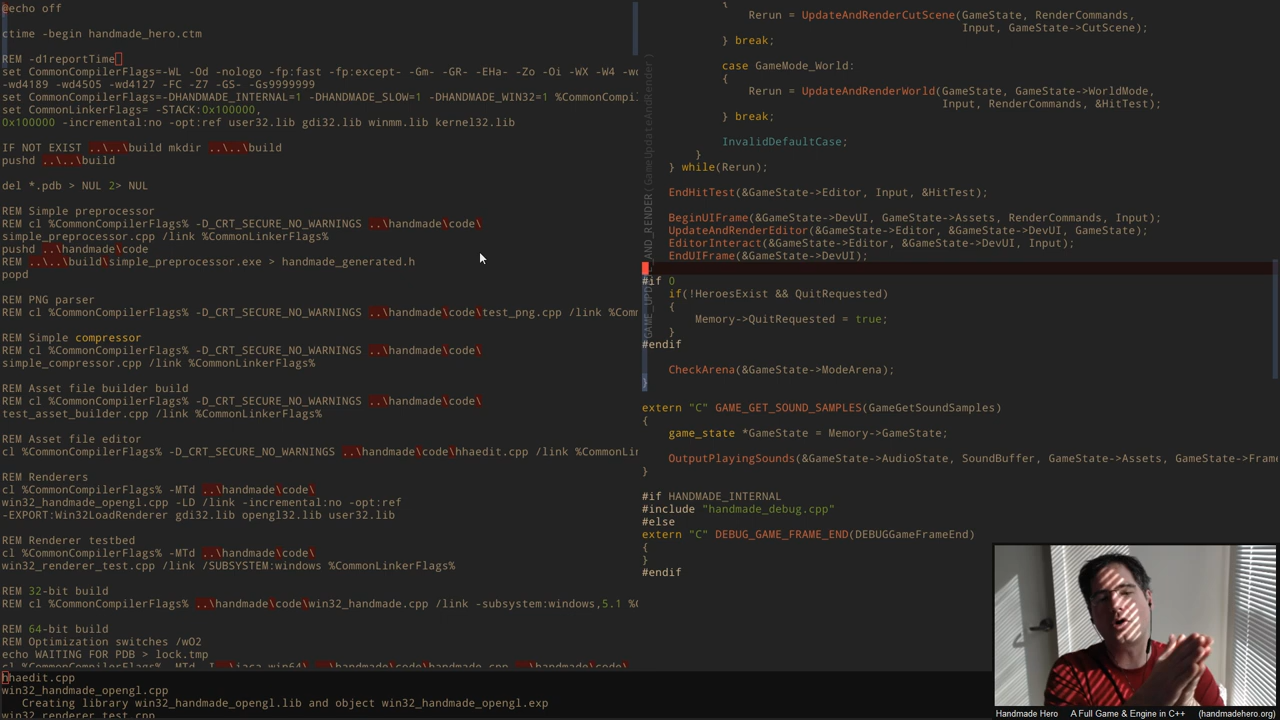 @echo off
ctime -begin handmade_hero.ctm
REM -d1reportTime
set CommonCompilerFlags=-WL -Od -nologo -fp:fast -fp:except- -Gm- -GR- -EHa- -Zo -Oi -WX -W4
-wd4189 -wd4505 -wd4127 -FC -Z7 -GS- -Gs9999999
set CommonCompilerFlags=-DHANDMADE_INTERNAL=1 -DHANDMADE_SLOW=1 -DHANDMADE_WIN32=1
set CommonLinkerFlags= -STACK:0x100000,
0x100000 -incremental:no -opt:ref user32.lib gdi32.lib winmm.lib kernel32.lib
IF NOT EXIST ..\..\build mkdir ..\..\build
pushd ..\..\build
del *.pdb > NUL 2> NUL
REM Simple preprocessor
REM cl %CommonCompilerFlags% -D_CRT_SECURE_NO_WARNINGS ..\handmade\code\
simple_preprocessor.cpp /link %CommonLinkerFlags%
pushd ..\handmade\code
REM ..\..\build\simple_preprocessor.exe > handmade_generated.h
popd
REM PNG parser
REM cl %CommonCompilerFlags% -D_CRT_SECURE_NO_WARNINGS ..\handmade\code\test_png.cpp /link
REM Simple compressor
REM cl %CommonCompilerFlags% -D_CRT_SECURE_NO_WARNINGS ..\handmade\code\
simple_compressor.cpp /link %CommonLinkerFlags%
REM Asset file builder build
REM cl %CommonCompilerFlags% -D_CRT_SECURE_NO_WARNINGS ..\handmade\code\
test_asset_builder.cpp /link %CommonLinkerFlags%
REM Asset file editor
cl %CommonCompilerFlags% -D_CRT_SECURE_NO_WARNINGS ..\handmade\code\hhaedit.cpp /link
REM Renderers
cl %CommonCompilerFlags% -MTd ..\handmade\code\
win32_handmade_opengl.cpp -LD /link -incremental:no -opt:ref
-EXPORT:Win32LoadRenderer gdi32.lib opengl32.lib user32.lib
REM Renderer testbed
cl %CommonCompilerFlags% -MTd ..\handmade\code\
win32_renderer_test.cpp /link /SUBSYSTEM:windows %CommonLinkerFlags%
REM 32-bit build
REM cl %CommonCompilerFlags% ..\handmade\code\win32_handmade.cpp /link -subsystem:windows,5.1
REM 64-bit build
REM Optimization switches /wO2
echo WAITING FOR PDB > lock.tmp
hhaedit.cpp
win32_handmade_opengl.cpp
Creating library win32_handmade_opengl.lib and object win32_handmade_opengl.exp
win32_renderer_test.cpp
{
Rerun = UpdateAndRenderCutScene(GameState, RenderCommands,
Input, GameState->CutScene);
} break;
case GameMode_World:
{
Rerun = UpdateAndRenderWorld(GameState, GameState->WorldMode,
Input, RenderCommands, &HitTest);
} break;
InvalidDefaultCase;
}
} while(Rerun);
EndHitTest(&GameState->Editor, Input, &HitTest);
BeginUIFrame(&GameState->DevUI, GameState->Assets, RenderCommands, Input);
UpdateAndRenderEditor(&GameState->Editor, &GameState->DevUI, GameState);
EditorInteract(&GameState->Editor, &GameState->DevUI, Input);
EndUIFrame(&GameState->DevUI);
#if 0
if(!HeroesExist && QuitRequested)
{
Memory->QuitRequested = true;
}
#endif
CheckArena(&GameState->ModeArena);
}
extern "C" GAME_GET_SOUND_SAMPLES(GameGetSoundSamples)
{
game_state *GameState = Memory->GameState;
OutputPlayingSounds(&GameState->AudioState, SoundBuffer, GameState->Assets,
}
#if HANDMADE_INTERNAL
#include "handmade_debug.cpp"
#else
extern "C" DEBUG_GAME_FRAME_END(DEBUGGameFrameEnd)
{
}
#endif
Handmade Hero A Full Game & Engine in C++ (handmadehero.org)